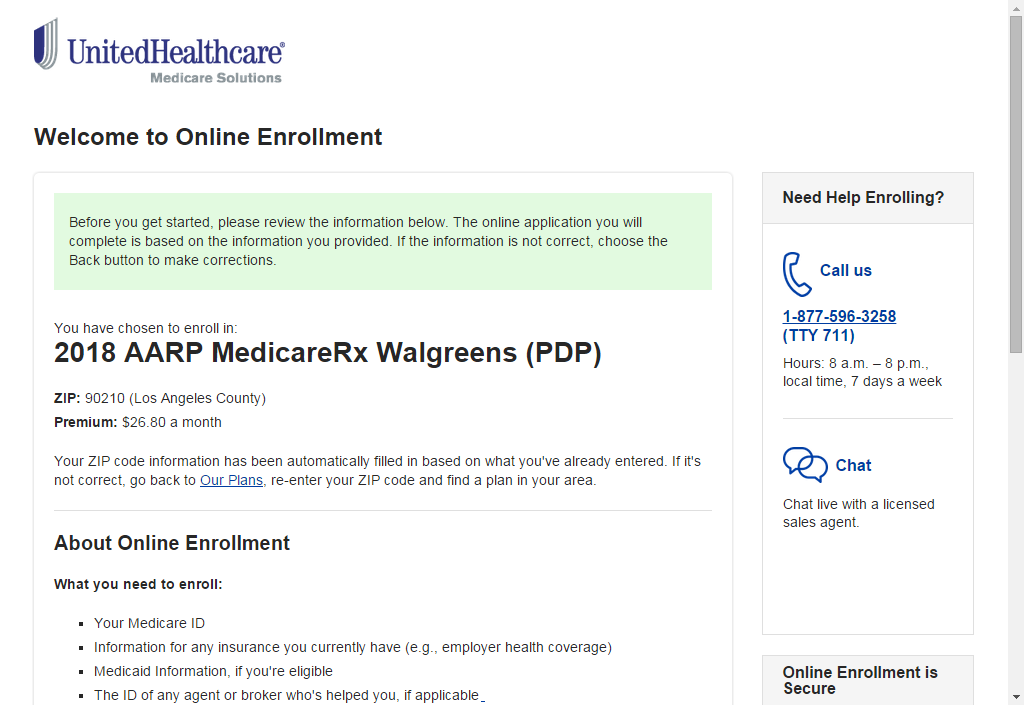 UnitedHealthcare®
Medicare Solutions
Welcome to Online Enrollment
Before you get started, please review the information below. The online application you will
complete is based on the information you provided. If the information is not correct, choose the
Back button to make corrections.
You have chosen to enroll in:
2018 AARP MedicareRx Walgreens (PDP)
ZIP: 90210 (Los Angeles County)
Premium: $26.80 a month
Your ZIP code information has been automatically filled in based on what you've already entered. If it's
not correct, go back to Our Plans, re-enter your ZIP code and find a plan in your area.
About Online Enrollment
What you need to enroll:
Your Medicare ID
Information for any insurance you currently have (e.g., employer health coverage)
Medicaid Information, if you're eligible
The ID of any agent or broker who's helped you, if applicable
Need Help Enrolling?
Call us
1-877-596-3258
(TTY 711)
Hours: 8 a.m. – 8 p.m.,
local time, 7 days a week
Chat
Chat live with a licensed
sales agent.
Online Enrollment is
Secure